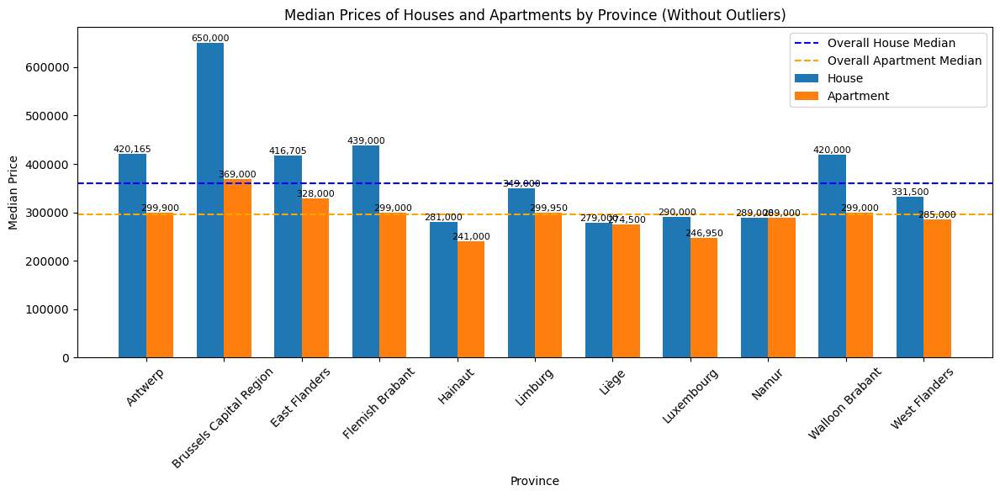 Median Prices of Houses and Apartments by Province (Without Outliers)
Overall House Median
Overall Apartment Median
House
Apartment
Median Price
600000
500000
400000
300000
200000
100000
0
420,165
299,900
650,000
369,000
416,705
328,000
439,000
299,000
281,000
241,000
349,000
299,950
279,000
274,500
290,000
246,950
289,000
289,000
420,000
299,000
331,500
285,000
Antwerp
Brussels Capital Region
East Flanders
Flemish Brabant
Hainaut
Limburg
Liège
Luxembourg
Namur
Walloon Brabant
West Flanders
Province